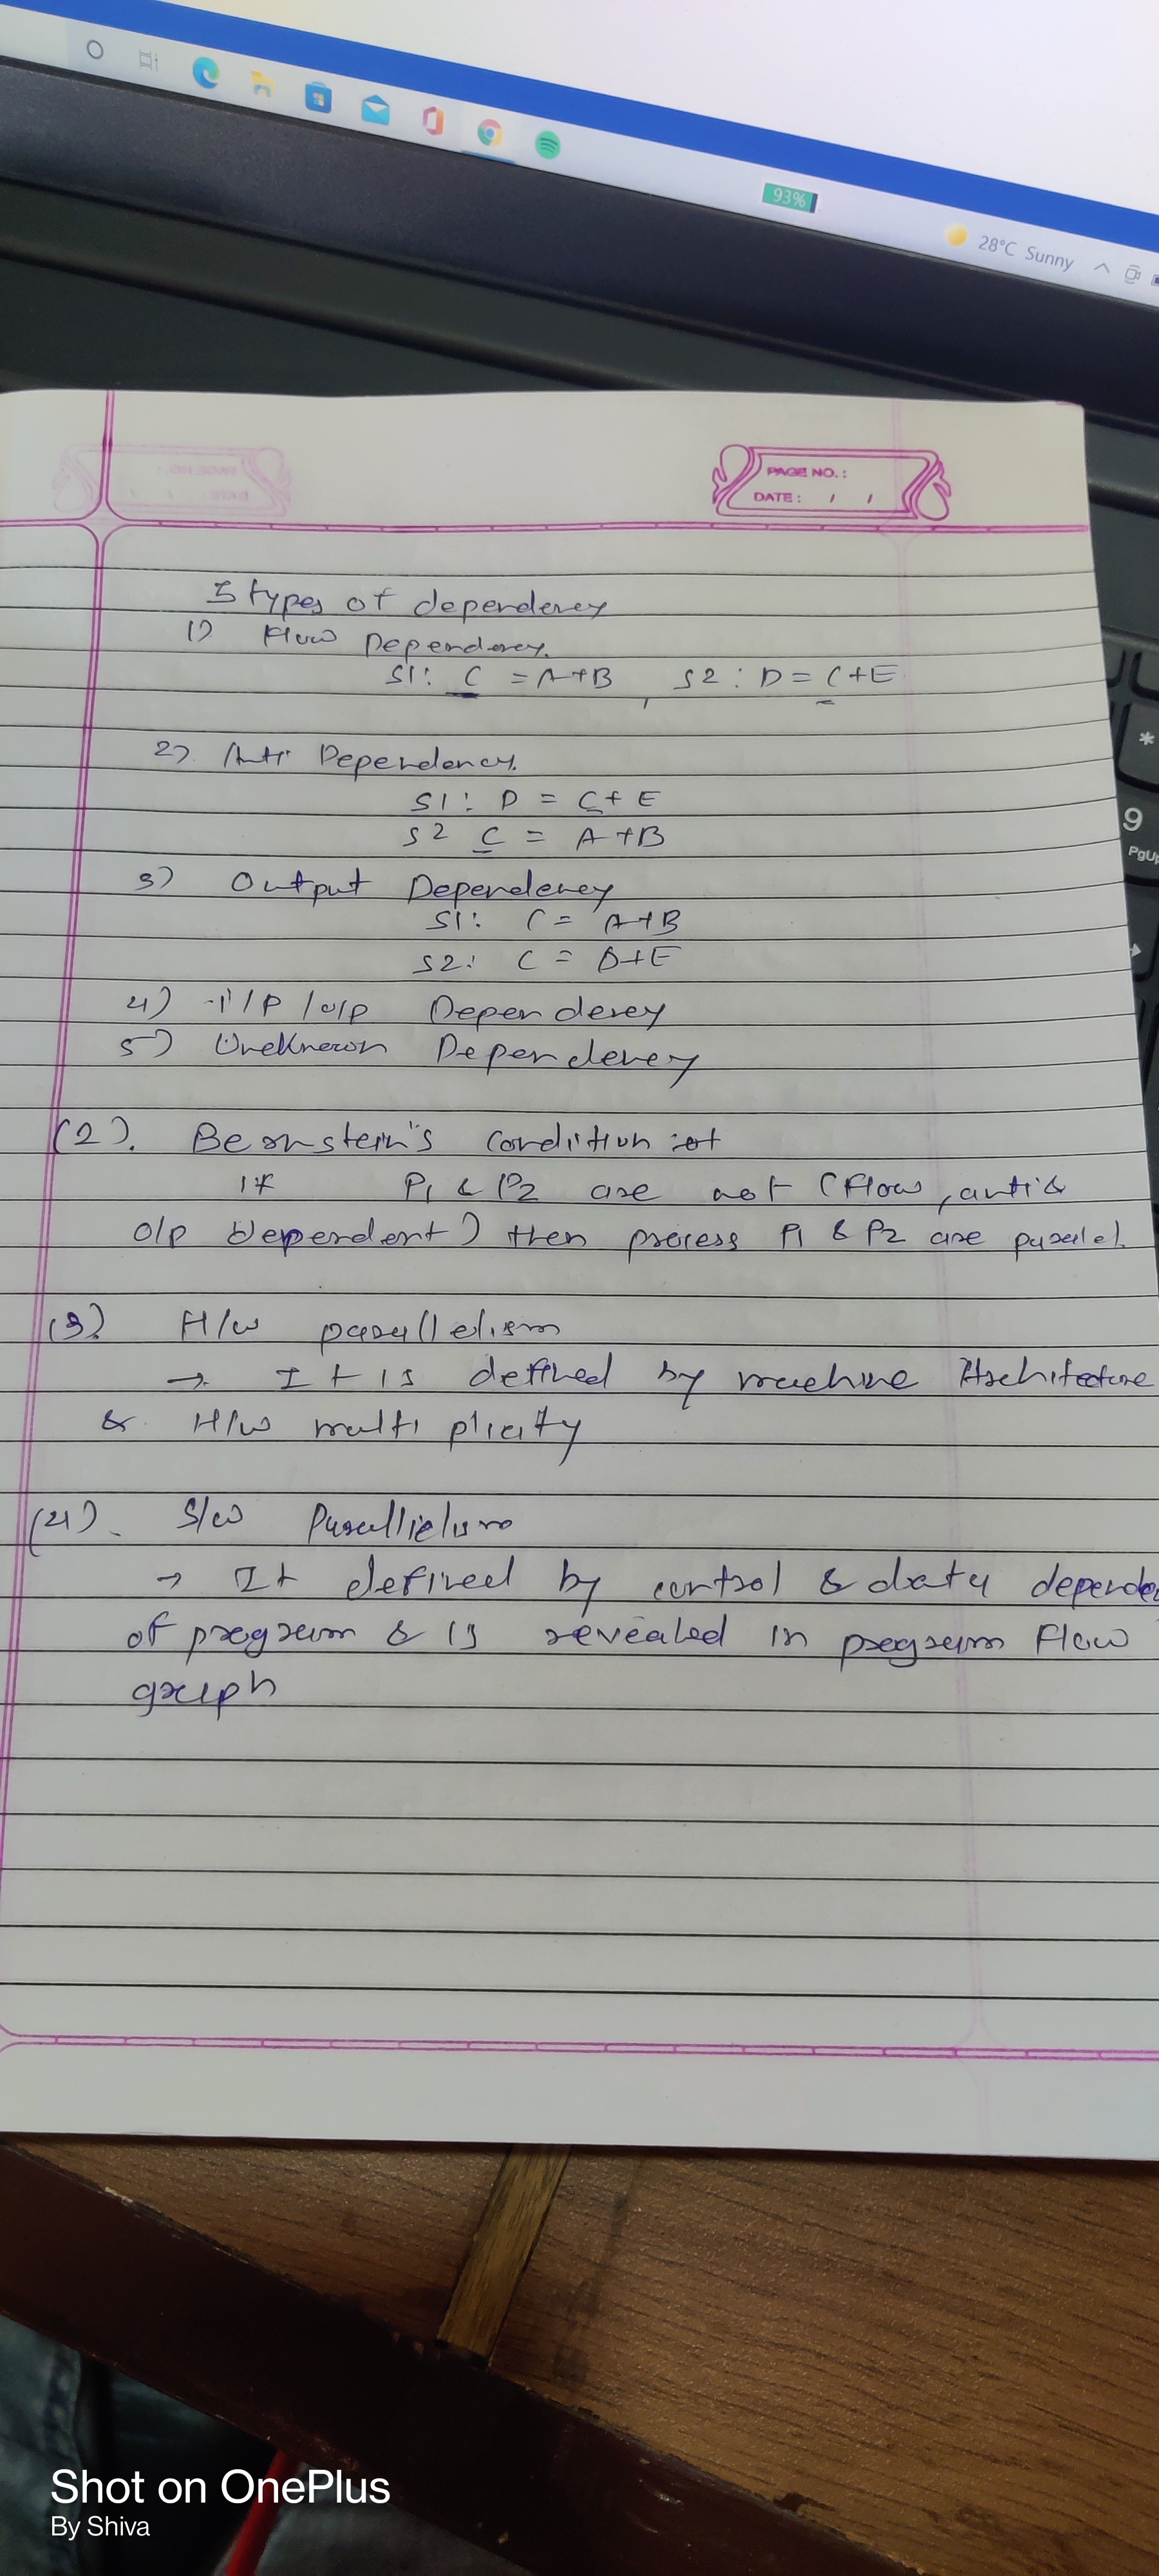 93%
28°C Sunny
PAGE NO.:
DATE: / /
5 types of dependency
1) Flow Dependency.
S1: C = A+B , S2: D = C+E
2) Anti Dependency.
S1: D = C+E
S2 C = A+B
3) Output Dependency
S1: C = A+B
S2: C = D+E
4) I/P /o/p Dependency
5) Uneknown Dependency
(2). Bernstein's condition
If P1 & P2 are not (Flow, anti &
o/p dependent) then process P1 & P2 are parallel.
(3) H/w parallelism
→ It is defined by machine Architecture
& H/w multiplicity
(4). S/w Parallielism
→ It defined by control & data depende
of program & is revealed in program Flow
graph
*
9
PgUp
Shot on OnePlus
By Shiva